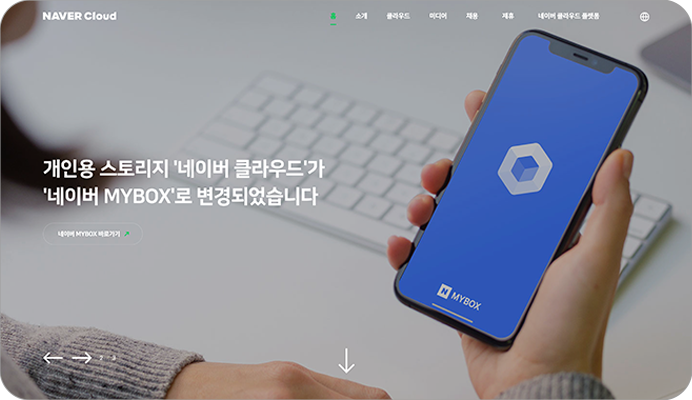 NAVER Cloud
홈 소개 클라우드 미디어 채용 제휴 네이버 클라우드 플랫폼
개인용 스토리지 '네이버 클라우드'가
'네이버 MYBOX'로 변경되었습니다
네이버 MYBOX 바로가기
N MYBOX
2 3